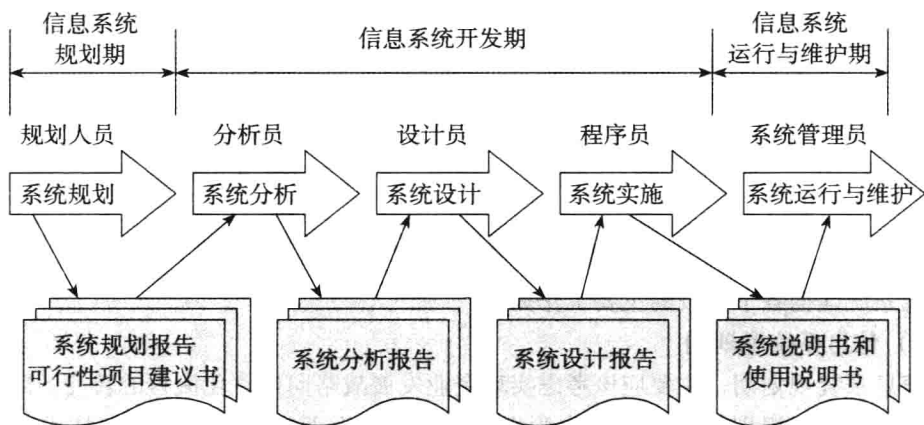 信息系统
规划期
信息系统开发期
信息系统
运行与维护期
规划人员
分析员
设计员
程序员
系统管理员
系统规划
系统分析
系统设计
系统实施
系统运行与维护
系统规划报告
可行性项目建议书
系统分析报告
系统设计报告
系统说明书和
使用说明书